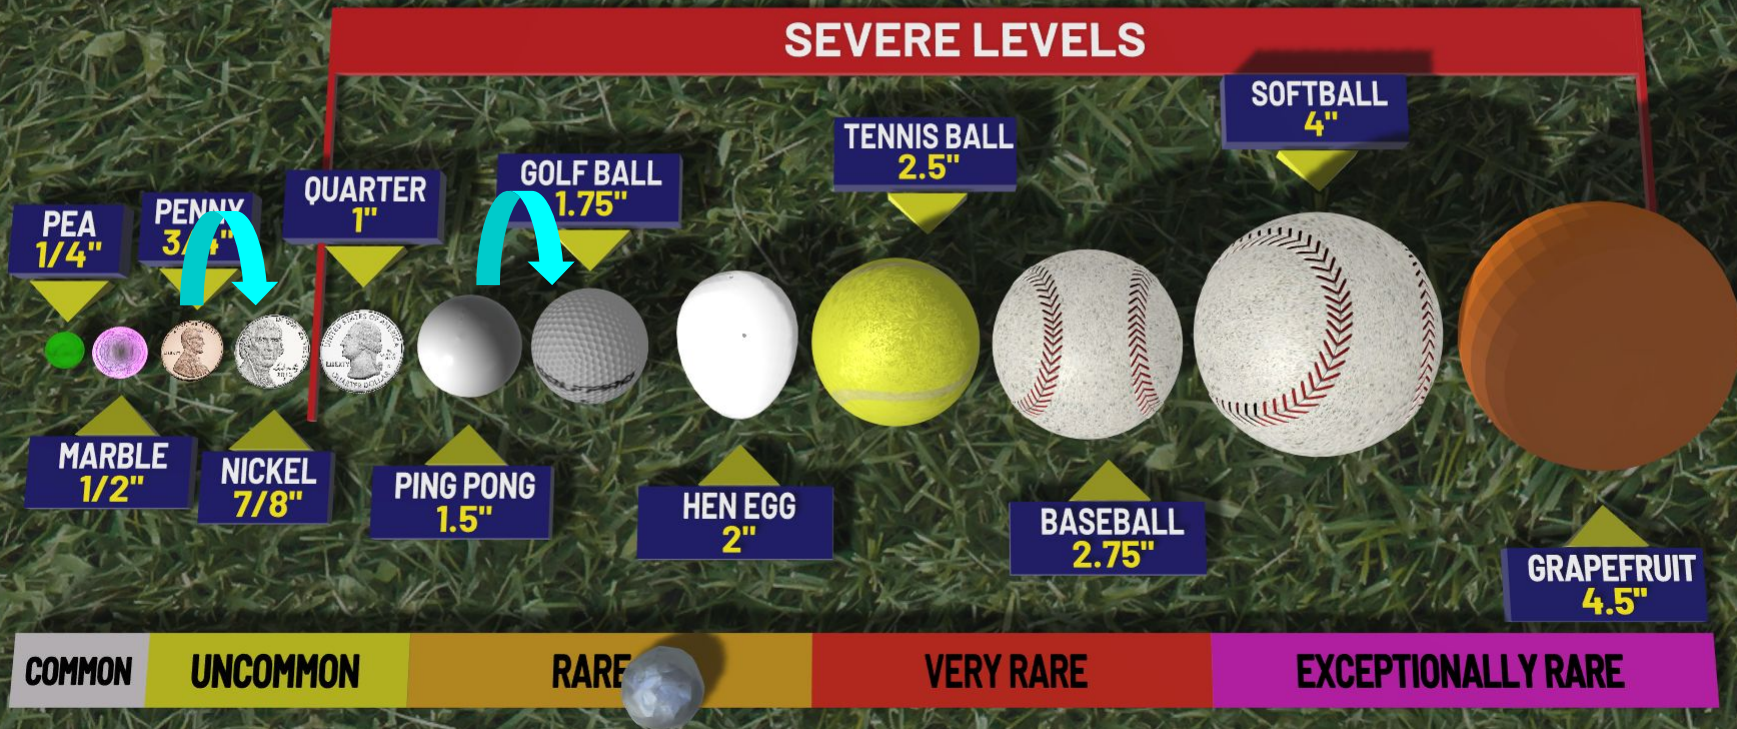 SEVERE LEVELS
PEA
1/4"
PENNY
QUARTER
1"
GOLF BALL
1.75"
TENNIS BALL
2.5"
SOFTBALL
4"
MARBLE
1/2"
NICKEL
7/8"
PING PONG
1.5"
HEN EGG
2"
BASEBALL
2.75"
GRAPEFRUIT
4.5"
COMMON
UNCOMMON
RARE
VERY RARE
EXCEPTIONALLY RARE